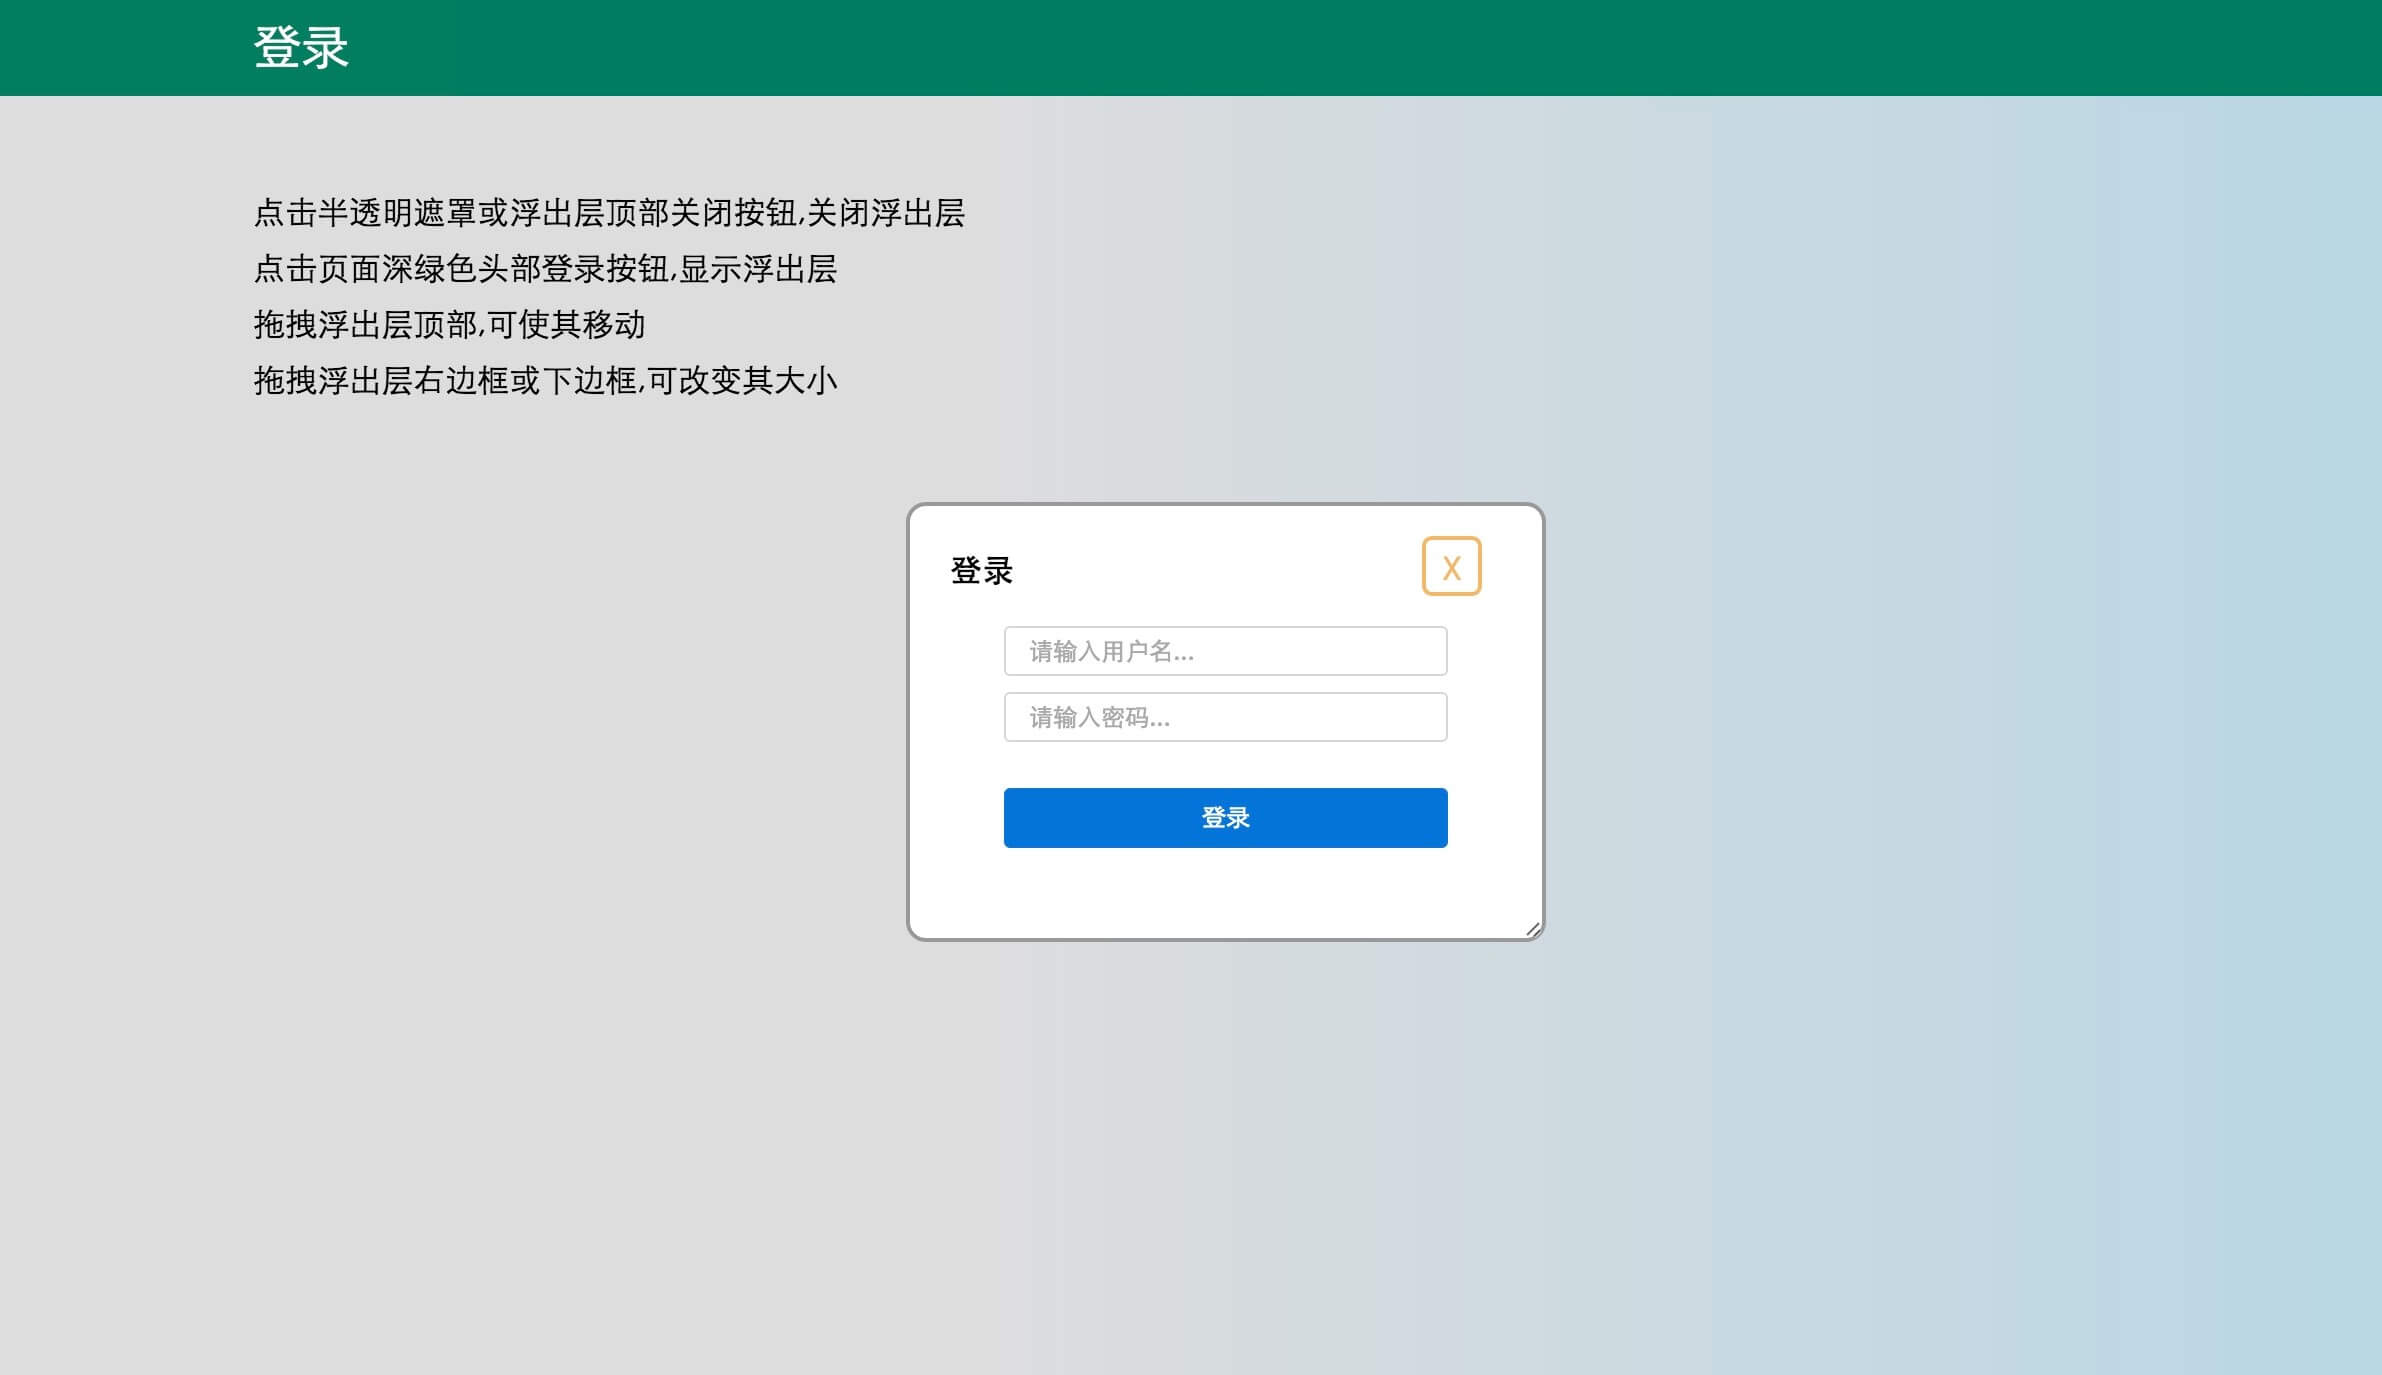 登录
点击半透明遮罩或浮出层顶部关闭按钮,关闭浮出层
点击页面深绿色头部登录按钮,显示浮出层
拖拽浮出层顶部,可使其移动
拖拽浮出层右边框或下边框,可改变其大小
登录
X
请输入用户名...
请输入密码...
登录